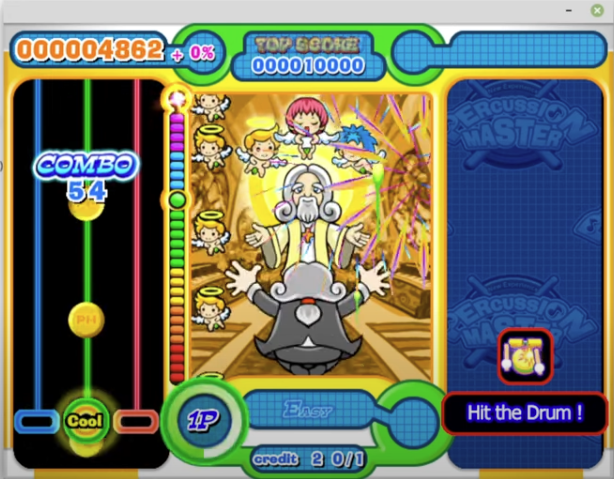 000004862 + 0%
TOP SCORE
000010000
COMBO
54
PH
Cool
1P
EASY
credit 2 0/1
PERCUSSION
MASTER
PERCUSSION
MASTER
Hit the Drum !